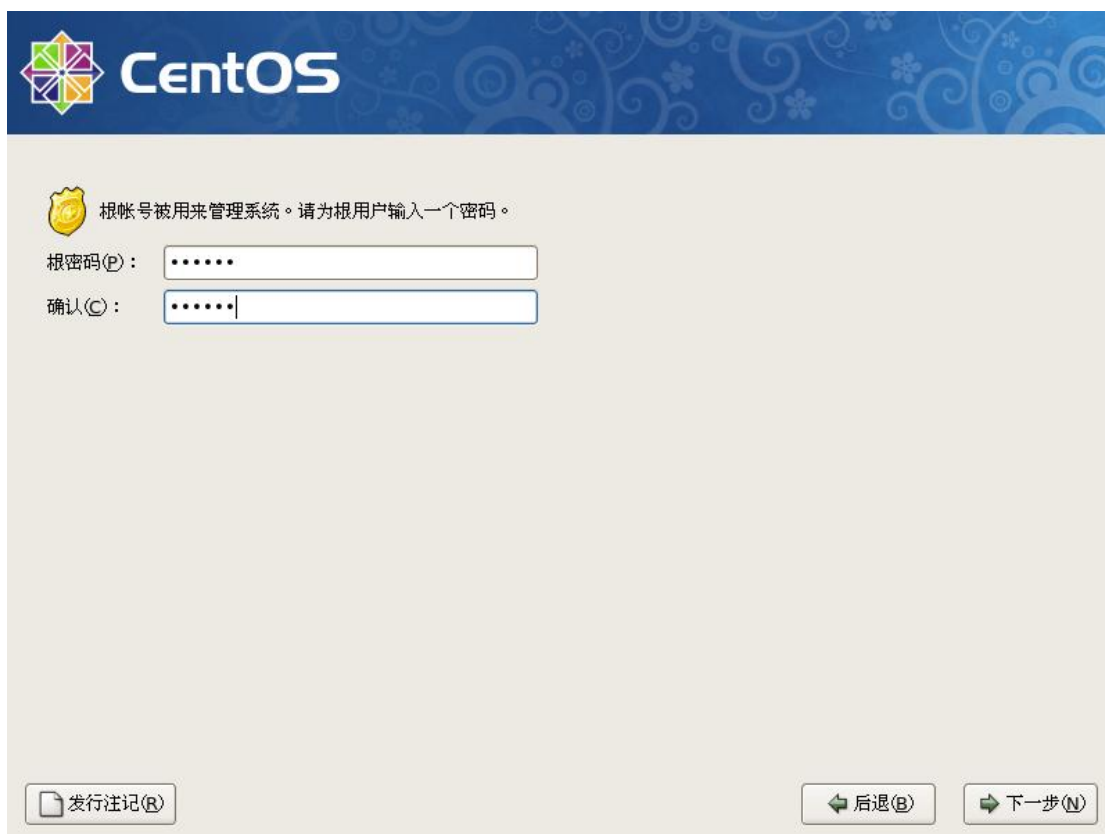 CentOS
根帐号被用来管理系统。请为根用户输入一个密码。
根密码(P)： ••••••
确认(C)： ••••••
发行注记(R) 后退(B) 下一步(N)